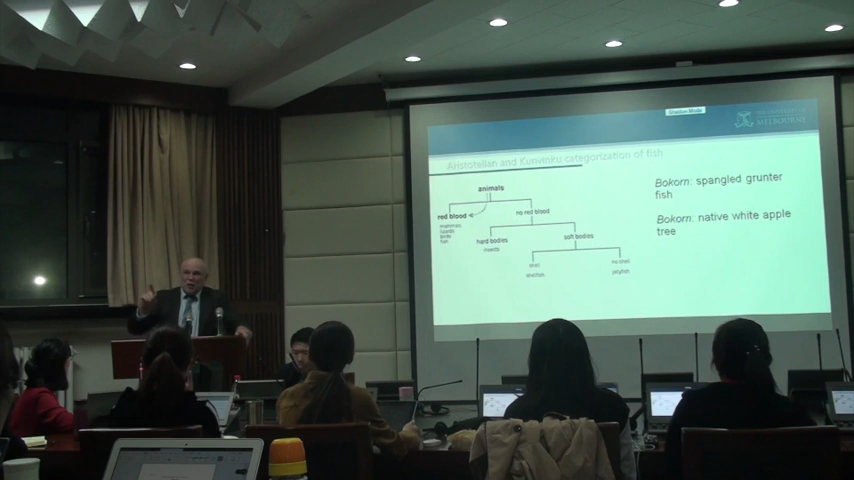 Shadun Mode
THE UNIVERSITY OF
MELBOURNE
Aristotelian and Kunwinku categorization of fish
animals
red blood
no red blood
mammals
lizards
birds
fish
hard bodies
soft bodies
insects
shell
no shell
shellfish
jellyfish
Bokorn: spangled grunter
fish
Bokorn: native white apple
tree